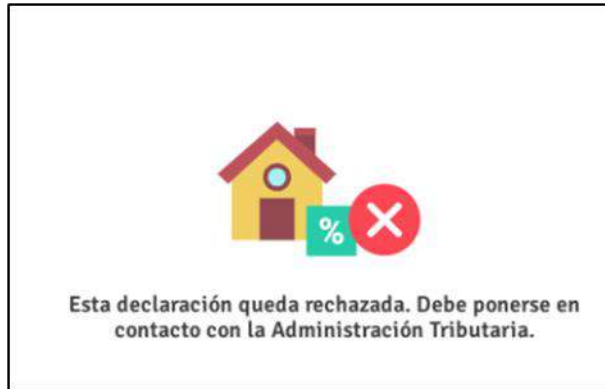 %
Esta declaración queda rechazada. Debe ponerse en
contacto con la Administración Tributaria.